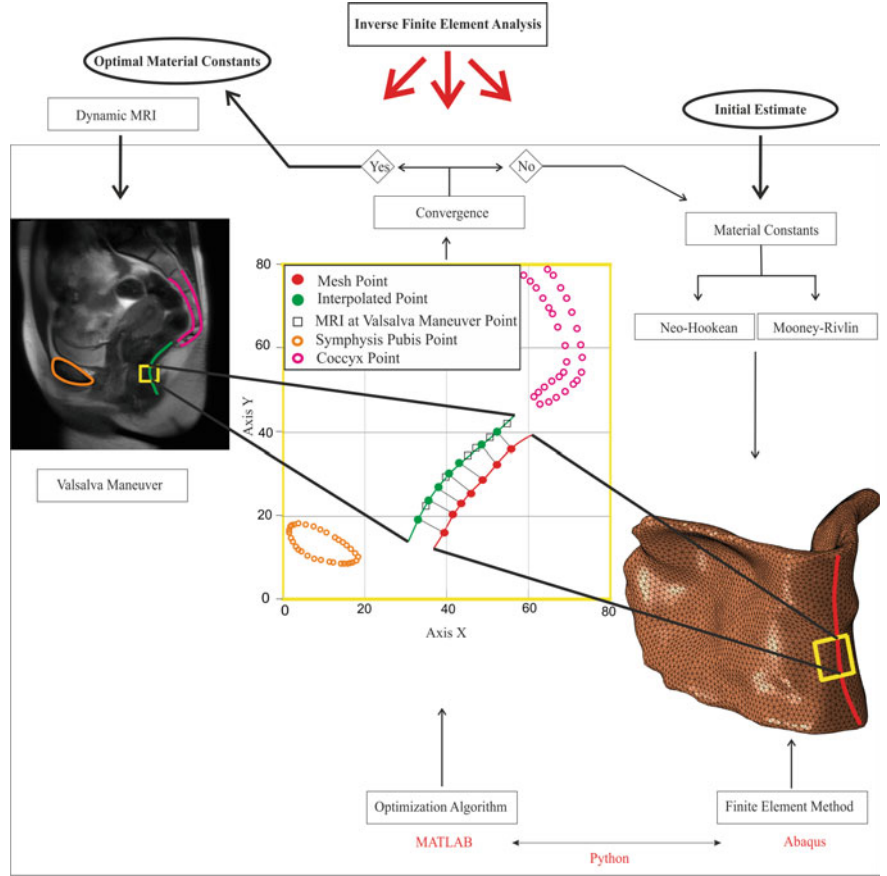 Inverse Finite Element Analysis
Optimal Material Constants
Dynamic MRI
Initial Estimate
Yes
No
Convergence
Material Constants
Neo-Hookean
Mooney-Rivlin
Mesh Point
Interpolated Point
MRI at Valsalva Maneuver Point
Symphysis Pubis Point
Coccyx Point
80
60
40
20
0
Axis Y
0
20
40
60
80
Axis X
Valsalva Maneuver
Optimization Algorithm
Finite Element Method
MATLAB
Python
Abaqus